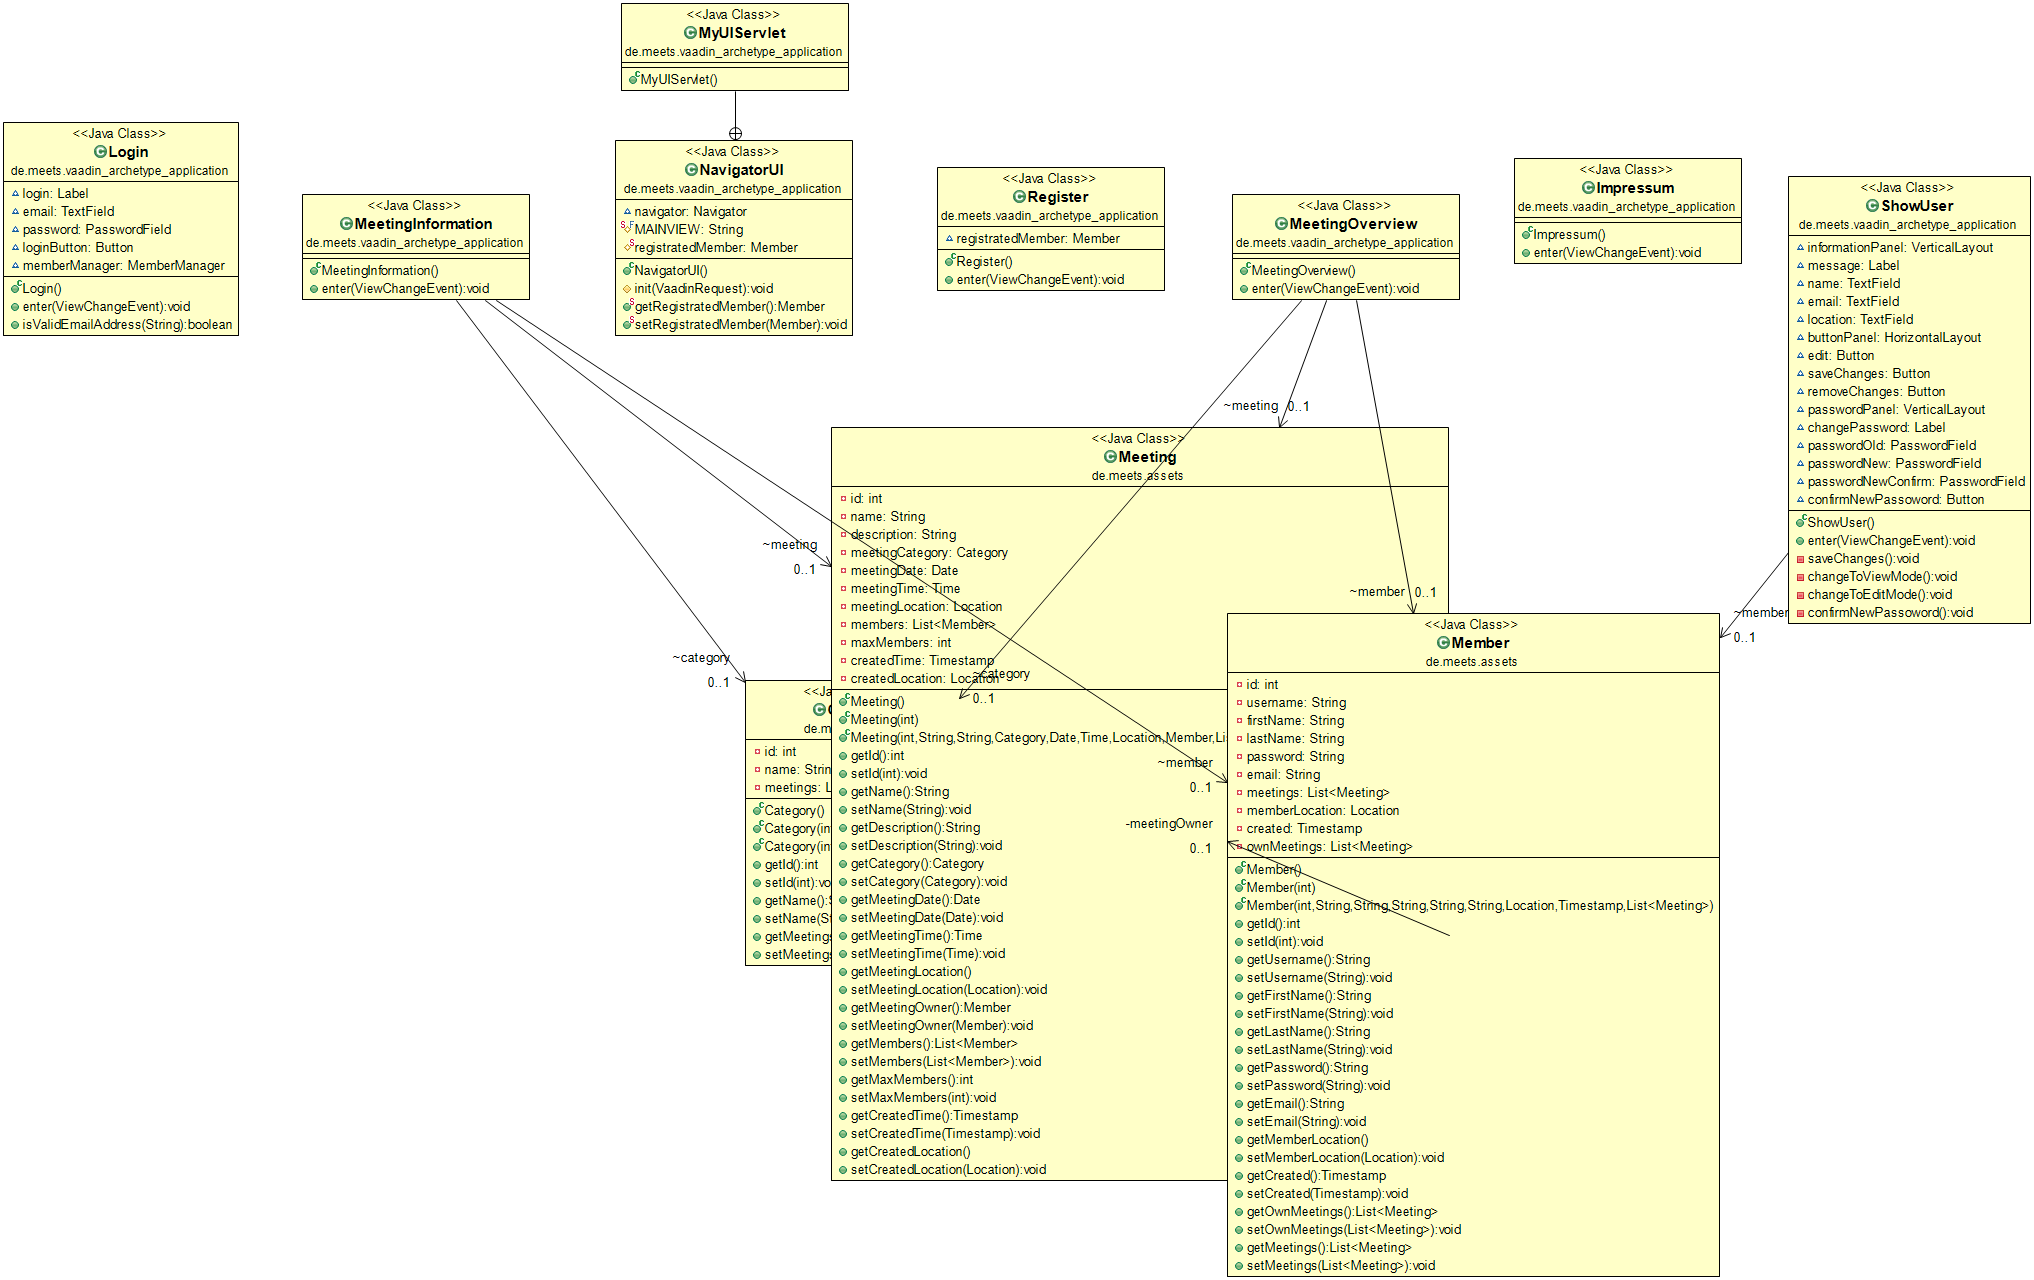 <<Java Class>>
MyUIServlet
de.meets.vaadin_archetype_application
MyUIServlet()
<<Java Class>>
Login
de.meets.vaadin_archetype_application
login: Label
email: TextField
password: PasswordField
loginButton: Button
memberManager: MemberManager
Login()
enter(ViewChangeEvent):void
isValidEmailAddress(String):boolean
<<Java Class>>
MeetingInformation
de.meets.vaadin_archetype_application
MeetingInformation()
enter(ViewChangeEvent):void
<<Java Class>>
NavigatorUI
de.meets.vaadin_archetype_application
navigator: Navigator
MAINVIEW: String
registratedMember: Member
NavigatorUI()
init(VaadinRequest):void
getRegistratedMember():Member
setRegistratedMember(Member):void
<<Java Class>>
Register
de.meets.vaadin_archetype_application
registratedMember: Member
Register()
enter(ViewChangeEvent):void
<<Java Class>>
MeetingOverview
de.meets.vaadin_archetype_application
MeetingOverview()
enter(ViewChangeEvent):void
<<Java Class>>
Impressum
de.meets.vaadin_archetype_application
Impressum()
enter(ViewChangeEvent):void
<<Java Class>>
ShowUser
de.meets.vaadin_archetype_application
informationPanel: VerticalLayout
message: Label
name: TextField
email: TextField
location: TextField
buttonPanel: HorizontalLayout
edit: Button
saveChanges: Button
removeChanges: Button
passwordPanel: VerticalLayout
changePassword: Label
passwordOld: PasswordField
passwordNew: PasswordField
passwordNewConfirm: PasswordField
confirmNewPassoword: Button
ShowUser()
enter(ViewChangeEvent):void
saveChanges():void
changeToViewMode():void
changeToEditMode():void
confirmNewPassoword():void
~meeting 0..1
~meeting
0..1
~member 0..1
~member
0..1
~category
0..1
~category
0..1
~member
0..1
-meetingOwner
0..1
<<Java Class>>
Meeting
de.meets.assets
id: int
name: String
description: String
meetingCategory: Category
meetingDate: Date
meetingTime: Time
meetingLocation: Location
members: List<Member>
maxMembers: int
createdTime: Timestamp
createdLocation: Location
Meeting()
Meeting(int)
Meeting(int,String,String,Category,Date,Time,Location,Member,Li
getId():int
setId(int):void
getName():String
setName(String):void
getDescription():String
setDescription(String):void
getCategory():Category
setCategory(Category):void
getMeetingDate():Date
setMeetingDate(Date):void
getMeetingTime():Time
setMeetingTime(Time):void
getMeetingLocation()
setMeetingLocation(Location):void
getMeetingOwner():Member
setMeetingOwner(Member):void
getMembers():List<Member>
setMembers(List<Member>):void
getMaxMembers():int
setMaxMembers(int):void
getCreatedTime():Timestamp
setCreatedTime(Timestamp):void
getCreatedLocation()
setCreatedLocation(Location):void
<<Ja
de.m
id: int
name: Strin
meetings: L
Category()
Category(in
Category(in
getId():int
setId(int):vo
getName():S
setName(St
getMeetings
setMeetings
<<Java Class>>
Member
de.meets.assets
id: int
username: String
firstName: String
lastName: String
password: String
email: String
meetings: List<Meeting>
memberLocation: Location
created: Timestamp
ownMeetings: List<Meeting>
Member()
Member(int)
Member(int,String,String,String,String,String,Location,Timestamp,List<Meeting>)
getId():int
setId(int):void
getUsername():String
setUsername(String):void
getFirstName():String
setFirstName(String):void
getLastName():String
setLastName(String):void
getPassword():String
setPassword(String):void
getEmail():String
setEmail(String):void
getMemberLocation()
setMemberLocation(Location):void
getCreated():Timestamp
setCreated(Timestamp):void
getOwnMeetings():List<Meeting>
setOwnMeetings(List<Meeting>):void
getMeetings():List<Meeting>
setMeetings(List<Meeting>):void